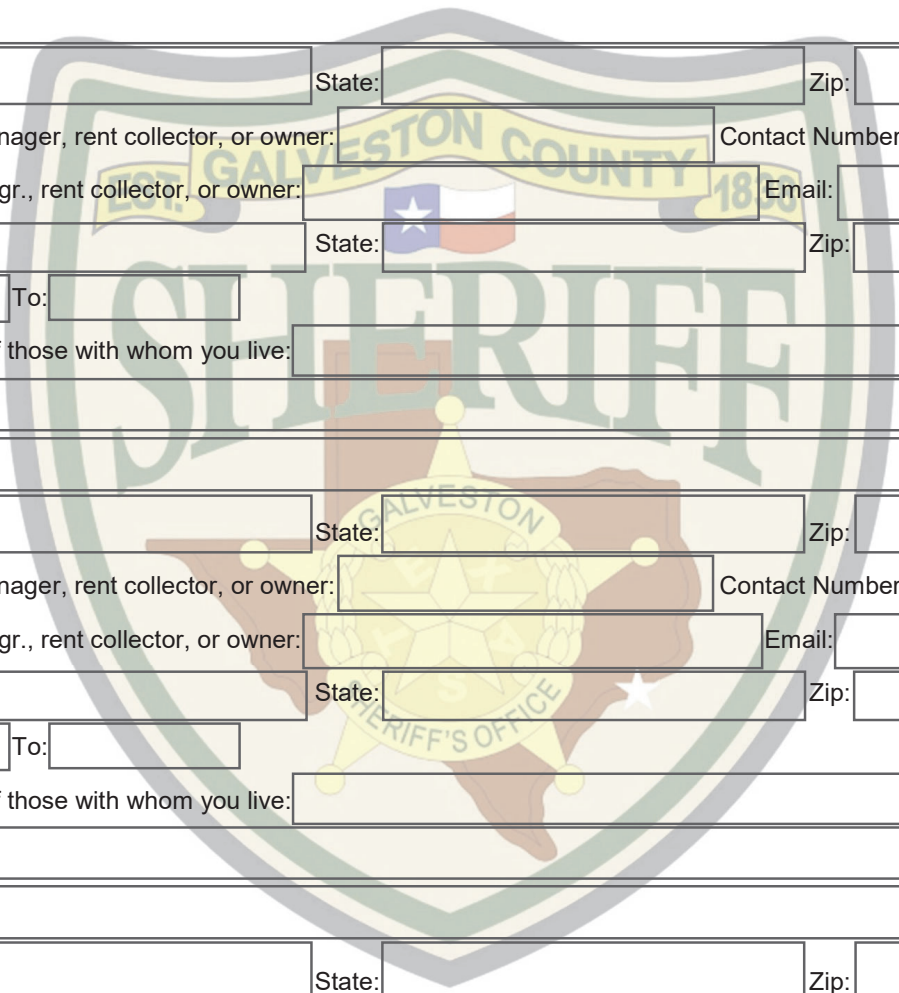 State: Zip:
nager, rent collector, or owner: Contact Number
gr., rent collector, or owner: Email:
State: Zip:
To:
those with whom you live:
State: Zip:
nager, rent collector, or owner: Contact Number
gr., rent collector, or owner: Email:
State: Zip:
To:
those with whom you live:
State: Zip:
EST. GALVESTON COUNTY 1838
SHERIFF
GALVESTON
TEXAS
SHERIFF'S OFFICE